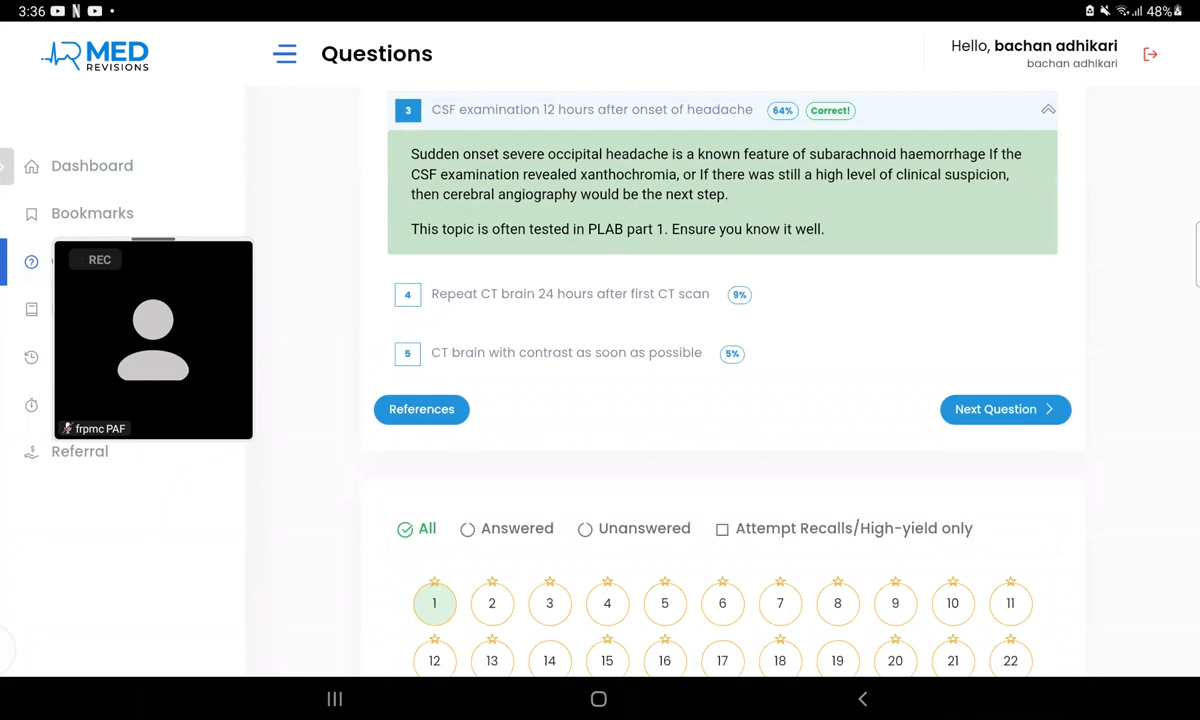 3:36
48%
MED
REVISIONS
Questions
Hello, bachan adhikari
bachan adhikari
3 CSF examination 12 hours after onset of headache 64% Correct!
Sudden onset severe occipital headache is a known feature of subarachnoid haemorrhage If the
CSF examination revealed xanthochromia, or If there was still a high level of clinical suspicion,
then cerebral angiography would be the next step.
This topic is often tested in PLAB part 1. Ensure you know it well.
4 Repeat CT brain 24 hours after first CT scan 9%
5 CT brain with contrast as soon as possible 5%
References
Next Question
Dashboard
Bookmarks
REC
frpmc PAF
Referral
All Answered Unanswered Attempt Recalls/High-yield only
1 2 3 4 5 6 7 8 9 10 11
12 13 14 15 16 17 18 19 20 21 22